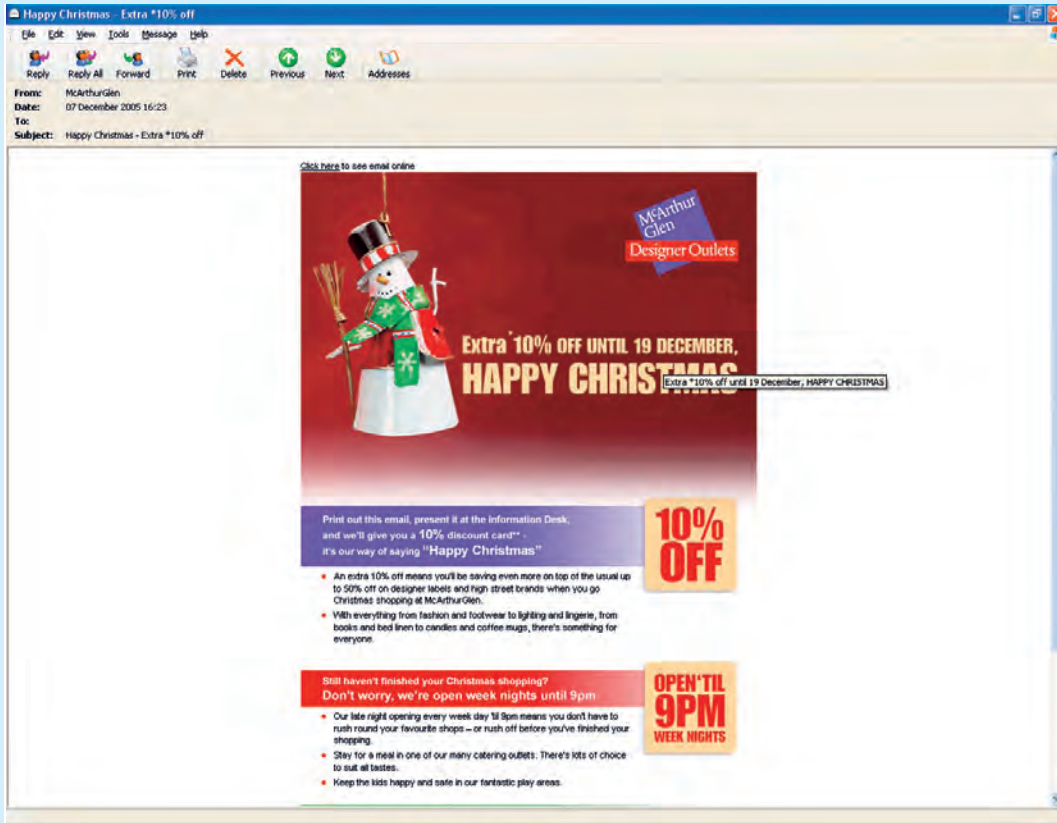 Happy Christmas - Extra *10% off
File Edit View Tools Message Help
Reply Reply All Forward Print Delete Previous Next Addresses
From: McArthurGlen
Date: 07 December 2005 16:23
To:
Subject: Happy Christmas - Extra *10% off
Click here to see email online
McArthur
Glen
Designer Outlets
Extra *10% OFF UNTIL 19 DECEMBER,
HAPPY CHRISTMAS
Extra *10% off until 19 December, HAPPY CHRISTMAS
Print out this email, present it at the Information Desk,
and we'll give you a 10% discount card** -
it's our way of saying "Happy Christmas"
10%
OFF
An extra 10% off means you'll be saving even more on top of the usual up
to 50% off on designer labels and high street brands when you go
Christmas shopping at McArthurGlen.
With everything from fashion and footwear to lighting and lingerie, from
books and bed linen to candles and coffee mugs, there's something for
everyone.
Still haven't finished your Christmas shopping?
Don't worry, we're open week nights until 9pm
OPEN 'TIL
9PM
WEEK NIGHTS
Our late night opening every week day 'til 9pm means you don't have to
rush round your favourite shops – or rush off before you've finished your
shopping.
Stay for a meal in one of our many catering outlets. There's lots of choice
to suit all tastes.
Keep the kids happy and safe in our fantastic play areas.